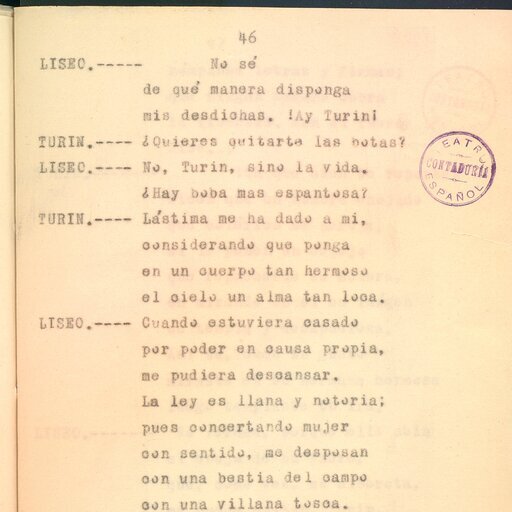 46
LISEO.----- No sé
de qué manera disponga
mis desdichas. !Ay Turin¡
TURIN.---- ¿Quieres quitarte las botas?
LISEO.---- No, Turin, sino la vida.
¿Hay boba mas espantosa?
TURIN.---- Lástima me ha dado a mi,
considerando que ponga
en un cuerpo tan hermoso
el cielo un alma tan loca.
LISEO.---- Cuando estuviera casado
por poder en causa propia,
me pudiera descansar.
La ley es llana y notoria;
pues concertando mujer
con sentido, me desposan
con una bestia del campo
con una villana tosca.
TEATRO
CONTADURÍA
ESPAÑOL